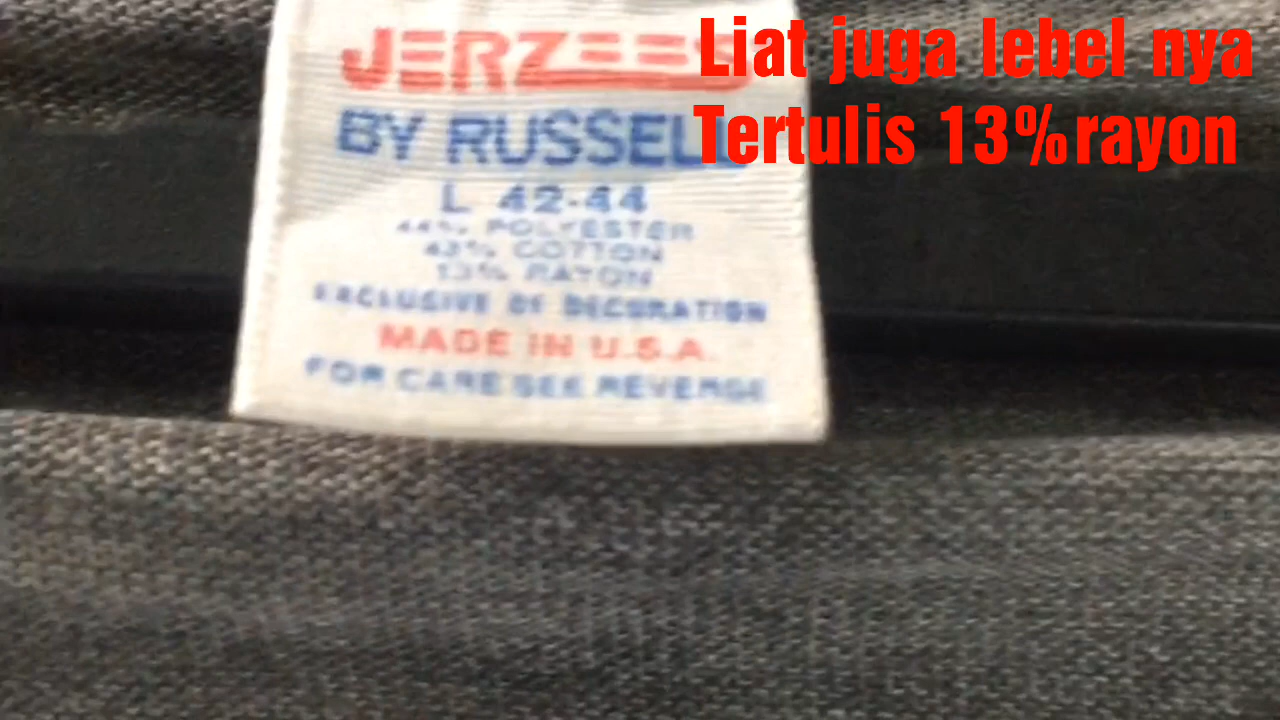 JERZEES
BY RUSSELL
L 42-44
44% POLYESTER
43% COTTON
13% RAYON
EXCLUSIVE OF DECORATION
MADE IN U.S.A.
FOR CARE SEE REVERSE
Liat juga lebel nya
Tertulis 13%rayon